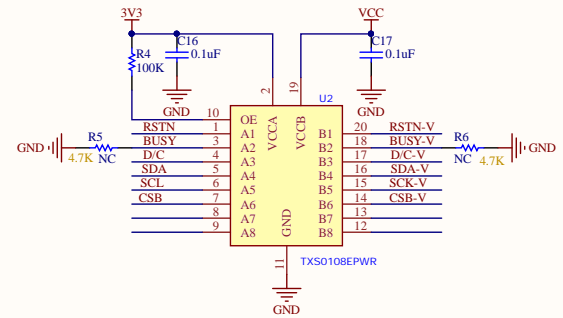 3V3
VCC
C16
0.1uF
C17
0.1uF
R4
100K
GND
GND
2
19
U2
VCCA
VCCB
10
OE
RSTN
1
A1
B1
20
RSTN-V
BUSY
3
A2
B2
18
BUSY-V
D/C
4
A3
B3
17
D/C-V
SDA
5
A4
B4
16
SDA-V
SCL
6
A5
B5
15
SCK-V
CSB
7
A6
B6
14
CSB-V
8
A7
B7
13
9
A8
B8
12
GND
R5
4.7K
NC
R6
NC
4.7K
GND
GND
11
TXS0108EPWR
GND